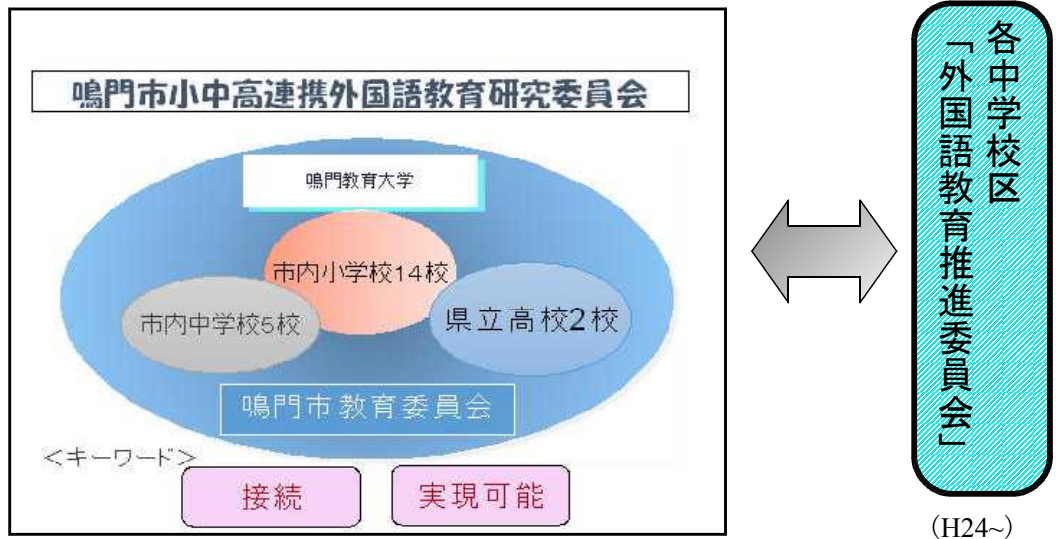 鳴門市小中高連携外国語教育研究委員会
鳴門教育大学
市内小学校14校
市内中学校5校
県立高校2校
鳴門市教育委員会
＜キーワード＞
接続
実現可能
各中学校区
「外国語教育推進委員会」
（H24~）